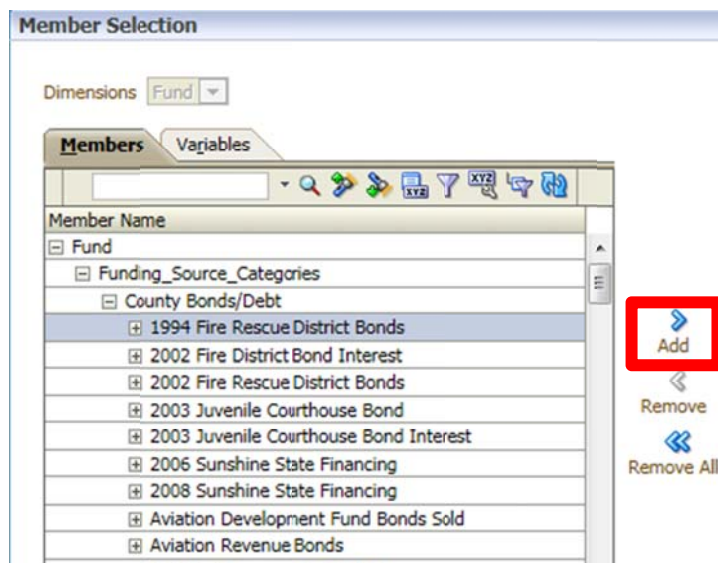 Member Selection
Dimensions Fund
Members Variables
XYZ XYZ
Member Name
Fund
Funding_Source_Categories
County Bonds/Debt
1994 Fire Rescue District Bonds
2002 Fire District Bond Interest
2002 Fire Rescue District Bonds
2003 Juvenile Courthouse Bond
2003 Juvenile Courthouse Bond Interest
2006 Sunshine State Financing
2008 Sunshine State Financing
Aviation Development Fund Bonds Sold
Aviation Revenue Bonds
Add
Remove
Remove All